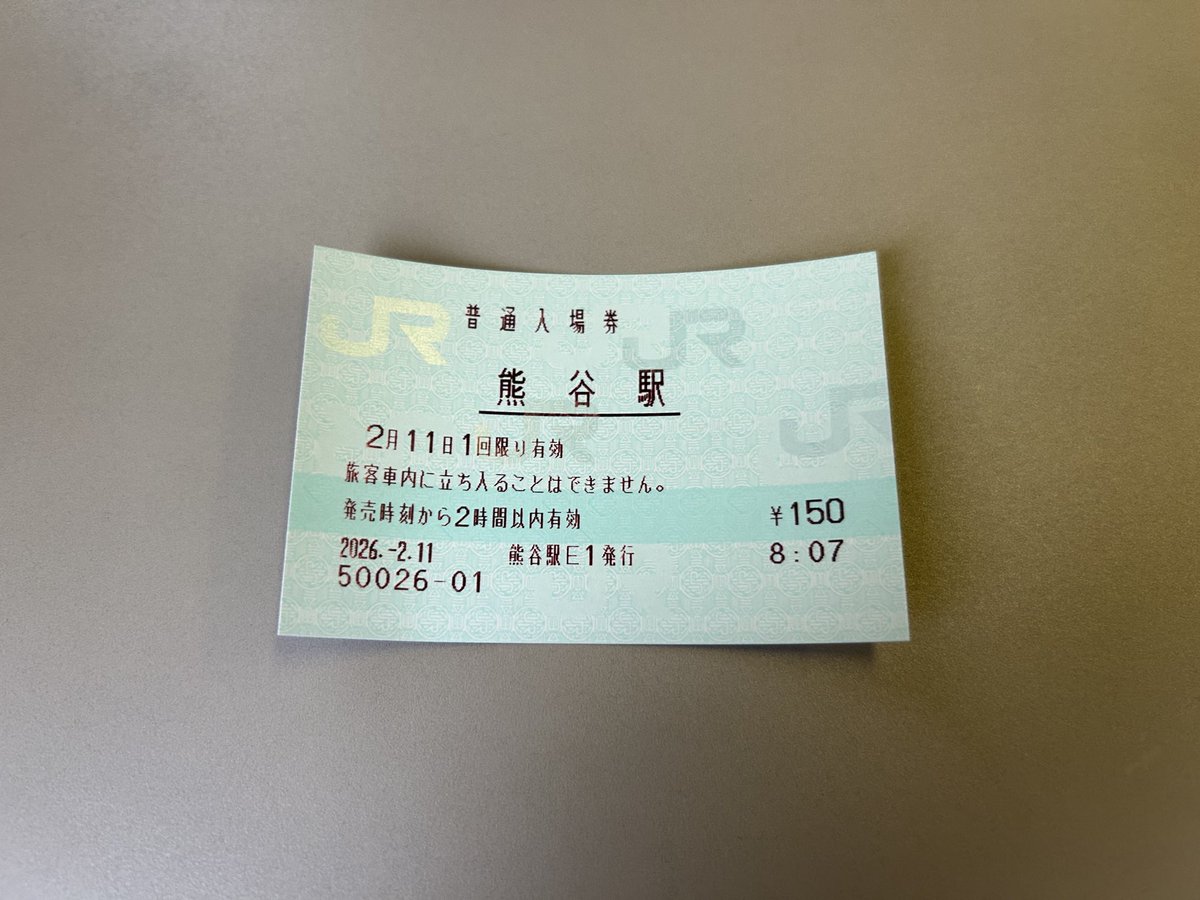 JR 普通入場券 JR
熊谷駅
JR JR
2月11日1回限り有効
旅客車内に立ち入ることはできません。
発売時刻から2時間以内有効 ¥150
2026.-2.11 熊谷駅E1発行 8:07
50026-01